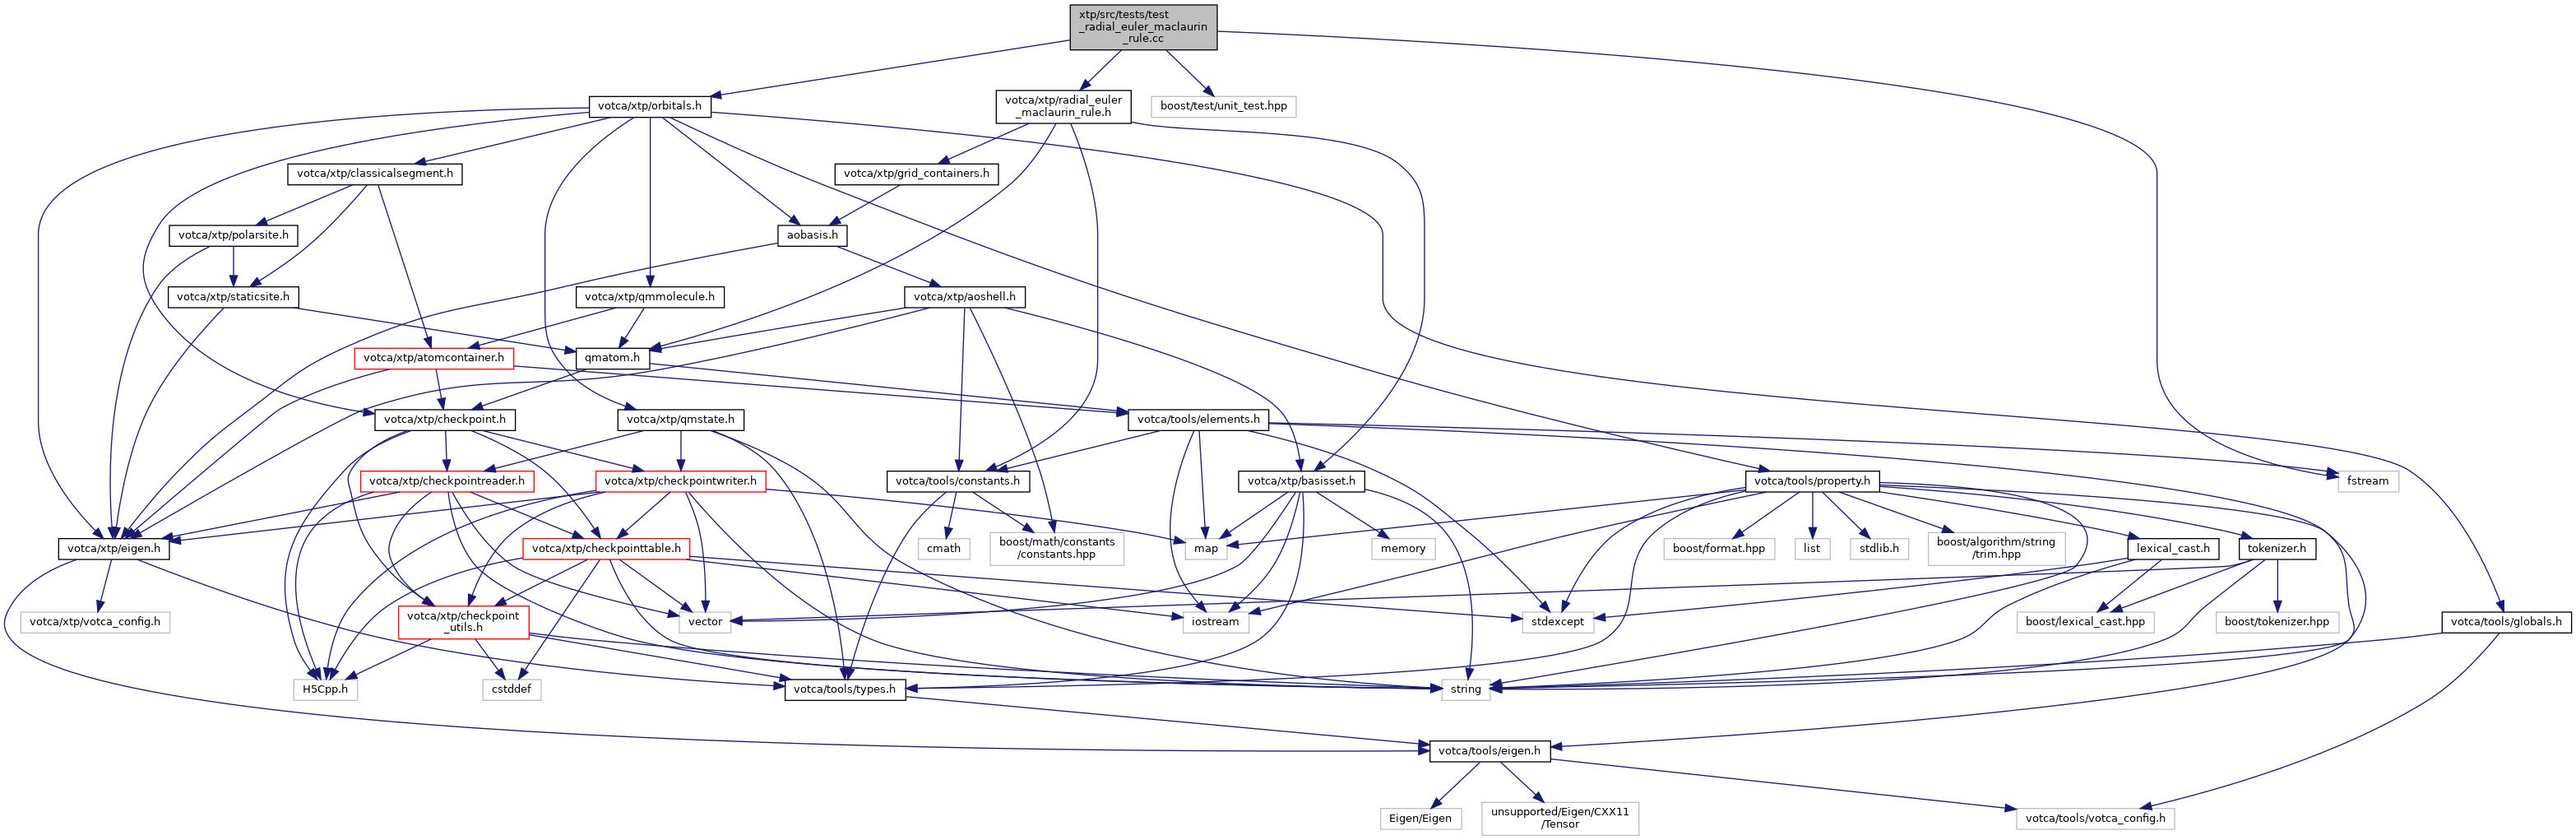 xtp/src/tests/test
_radial_euler_maclaurin
_rule.cc
votca/xtp/orbitals.h
votca/xtp/radial_euler
_maclaurin_rule.h
boost/test/unit_test.hpp
votca/xtp/classicalsegment.h
votca/xtp/grid_containers.h
votca/xtp/polarsite.h
aobasis.h
votca/xtp/staticsite.h
votca/xtp/qmmolecule.h
votca/xtp/aoshell.h
votca/xtp/atomcontainer.h
qmatom.h
votca/xtp/checkpoint.h
votca/xtp/qmstate.h
votca/tools/elements.h
votca/xtp/checkpointreader.h
votca/xtp/checkpointwriter.h
votca/tools/constants.h
votca/xtp/basisset.h
votca/tools/property.h
fstream
votca/xtp/eigen.h
votca/xtp/checkpointtable.h
cmath
boost/math/constants
/constants.hpp
map
memory
boost/format.hpp
list
stdlib.h
boost/algorithm/string
/trim.hpp
lexical_cast.h
tokenizer.h
votca/xtp/votca_config.h
votca/xtp/checkpoint
_utils.h
vector
iostream
stdexcept
boost/lexical_cast.hpp
boost/tokenizer.hpp
votca/tools/globals.h
H5Cpp.h
cstddef
votca/tools/types.h
string
votca/tools/eigen.h
Eigen/Eigen
unsupported/Eigen/CXX11
/Tensor
votca/tools/votca_config.h